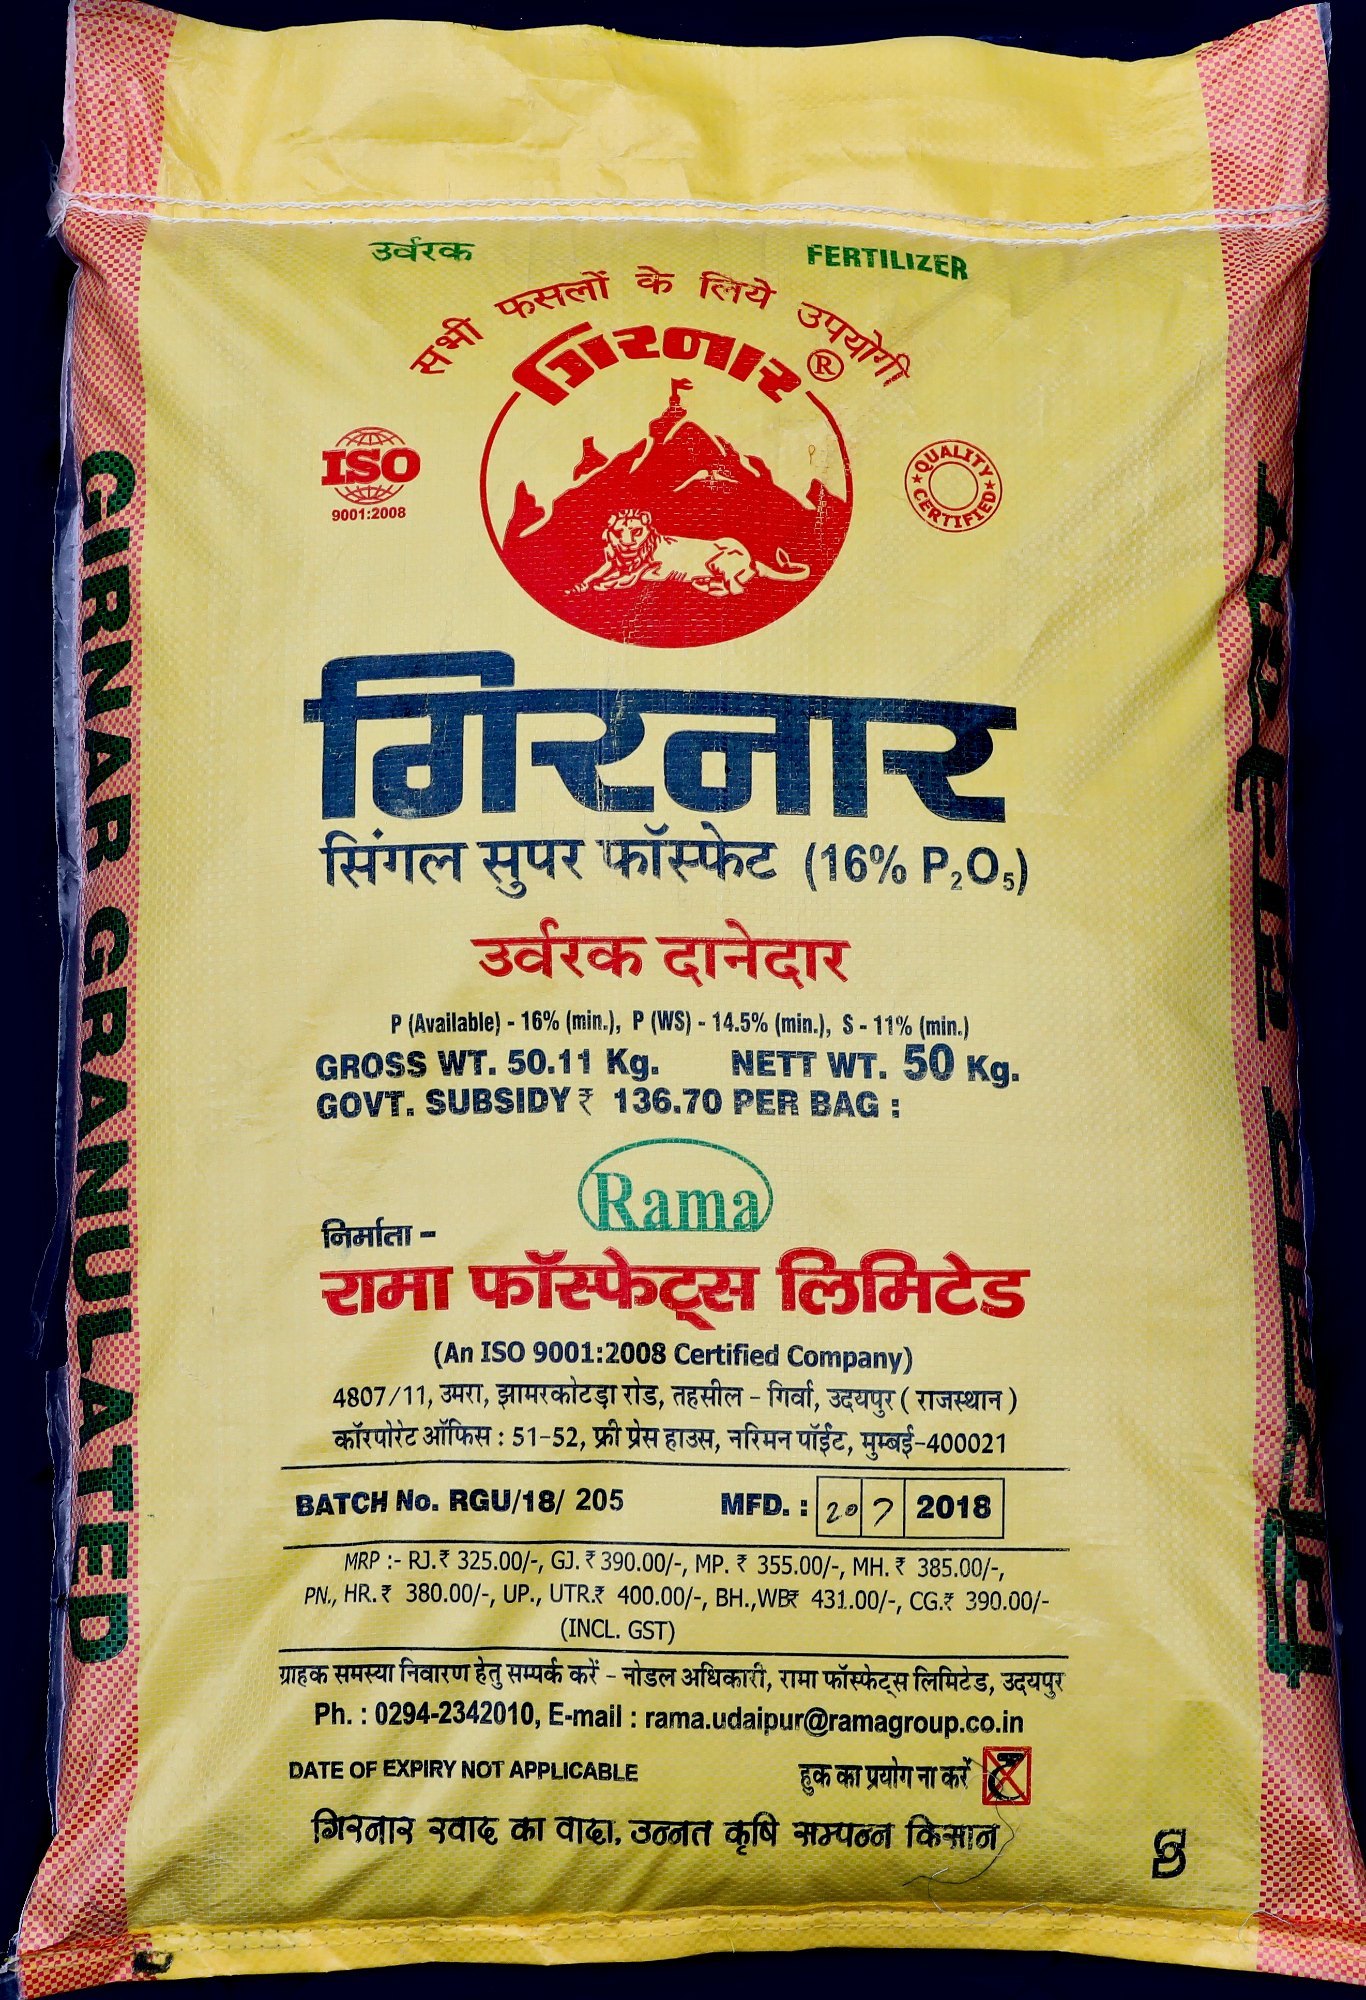 उर्वरक
FERTILIZER
सभी फसलों के लिये उपयोगी
गिरनार®
ISO
9001:2008
QUALITY
CERTIFIED
गिरनार
सिंगल सुपर फॉस्फेट (16% P₂O₅)
उर्वरक दानेदार
P (Available) - 16% (min.), P (WS) - 14.5% (min.), S - 11% (min.)
GROSS WT. 50.11 Kg. NETT WT. 50 Kg.
GOVT. SUBSIDY ₹ 136.70 PER BAG :
Rama
निर्माता –
रामा फॉस्फेट्स लिमिटेड
(An ISO 9001:2008 Certified Company)
4807/11, उमरा, झामरकोटड़ा रोड, तहसील - गिर्वा, उदयपुर ( राजस्थान )
कॉरपोरेट ऑफिस : 51-52, फ्री प्रेस हाउस, नरिमन पॉईंट, मुम्बई-400021
BATCH No. RGU/18/ 205 MFD. : 20 7 2018
MRP :- RJ.₹ 325.00/-, GJ. ₹ 390.00/-, MP. ₹ 355.00/-, MH. ₹ 385.00/-,
PN., HR.₹ 380.00/-, UP., UTR.₹ 400.00/-, BH.,WB₹ 431.00/-, CG.₹ 390.00/-
(INCL. GST)
ग्राहक समस्या निवारण हेतु सम्पर्क करें - नोडल अधिकारी, रामा फॉस्फेट्स लिमिटेड, उदयपुर
Ph. : 0294-2342010, E-mail : rama.udaipur@ramagroup.co.in
DATE OF EXPIRY NOT APPLICABLE हुक का प्रयोग ना करें
गिरनार खाद का वादा, उन्नत कृषि सम्पन्न किसान
GIRNAR GRANULATED